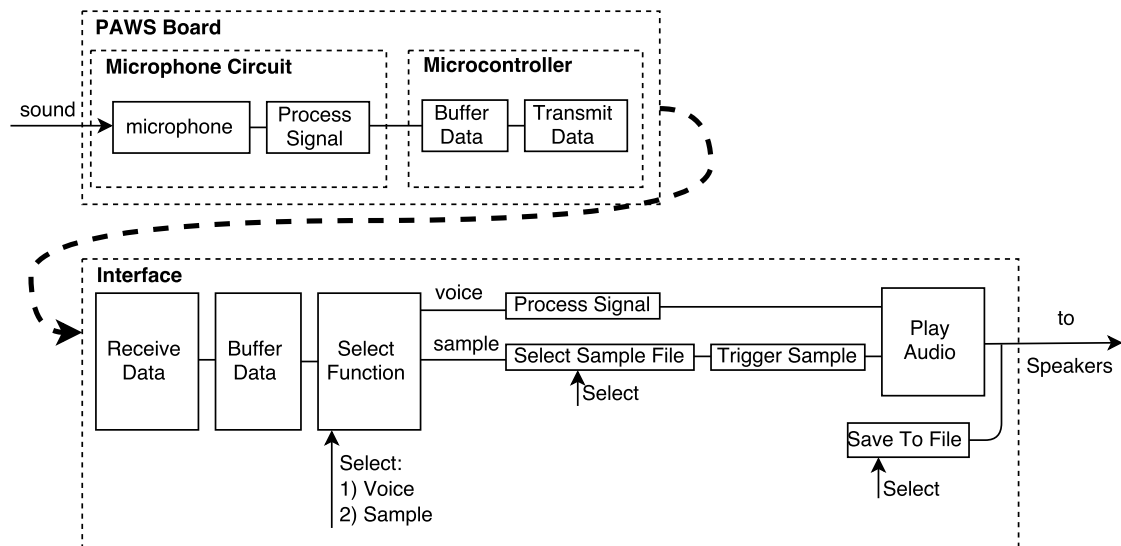 PAWS Board
Microphone Circuit
Microcontroller
sound
microphone
Process
Signal
Buffer
Data
Transmit
Data
Interface
Receive
Data
Buffer
Data
Select
Function
voice
Process Signal
sample
Select Sample File
Trigger Sample
Select
Play
Audio
to
Speakers
Save To File
Select
Select:
1) Voice
2) Sample